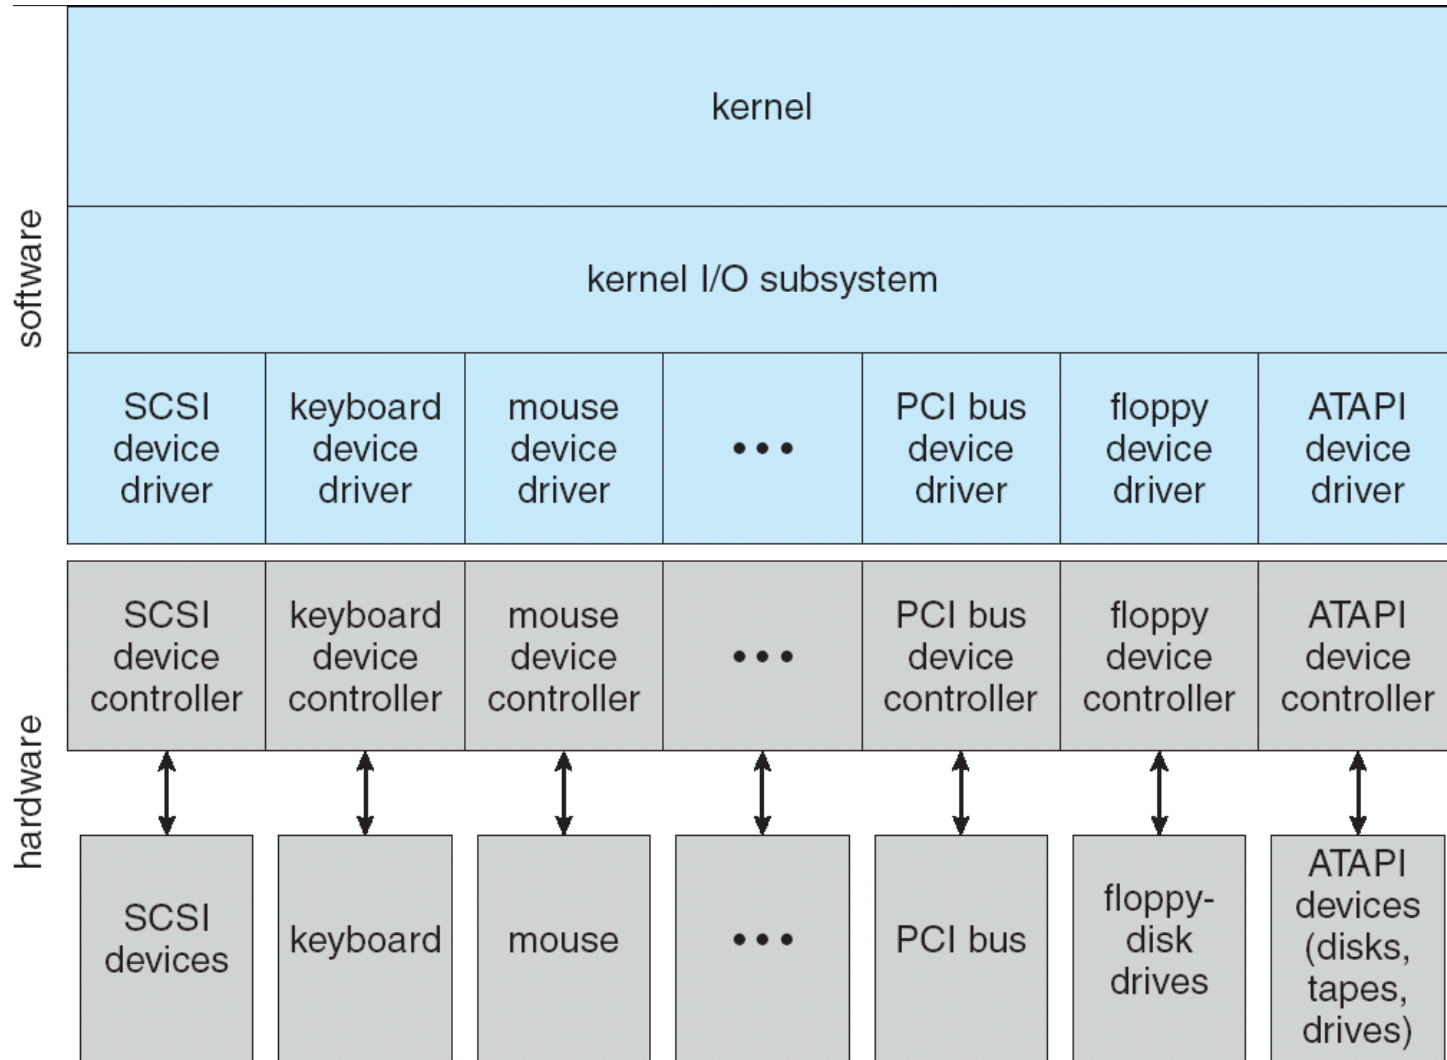 kernel
kernel I/O subsystem
software
SCSI
device
driver
keyboard
device
driver
mouse
device
driver
•••
PCI bus
device
driver
floppy
device
driver
ATAPI
device
driver
hardware
SCSI
device
controller
keyboard
device
controller
mouse
device
controller
•••
PCI bus
device
controller
floppy
device
controller
ATAPI
device
controller
SCSI
devices
keyboard
mouse
•••
PCI bus
floppy-
disk
drives
ATAPI
devices
(disks,
tapes,
drives)